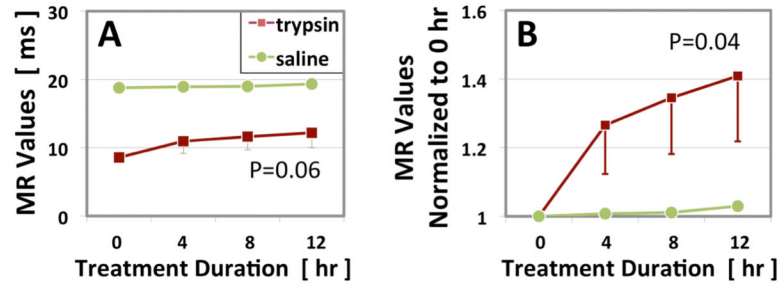 A
trypsin
saline
MR Values [ ms ]
30
20
10
0
P=0.06
0 4 8 12
Treatment Duration [ hr ]
B
P=0.04
MR Values
Normalized to 0 hr
1.6
1.4
1.2
1
0 4 8 12
Treatment Duration [ hr ]